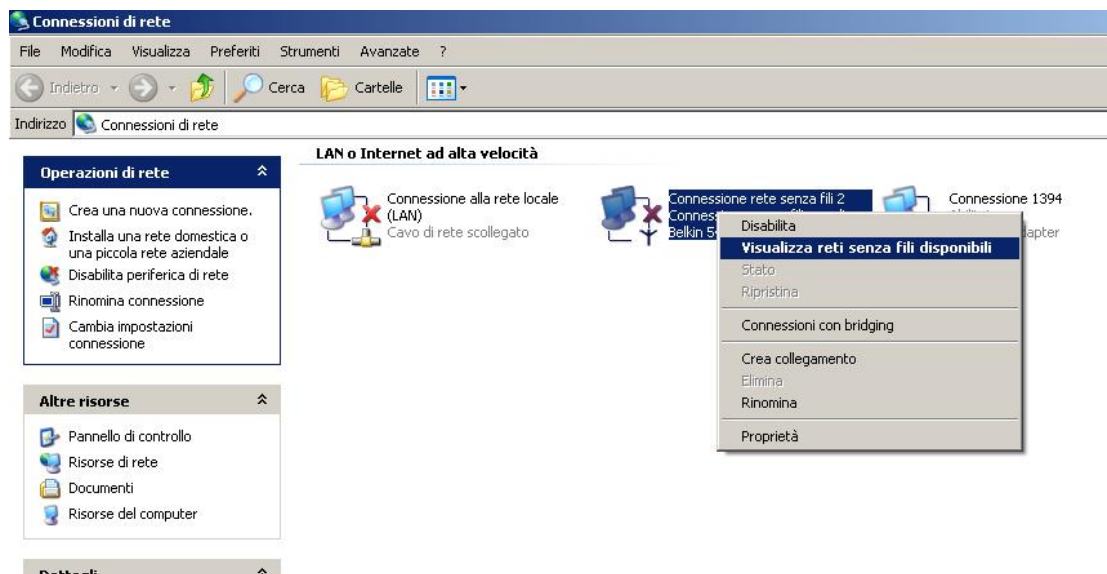 Connessioni di rete
File Modifica Visualizza Preferiti Strumenti Avanzate ?
Indietro Cerca Cartelle
Indirizzo Connessioni di rete
Operazioni di rete
Crea una nuova connessione.
Installa una rete domestica o
una piccola rete aziendale
Disabilita periferica di rete
Rinomina connessione
Cambia impostazioni
connessione
Altre risorse
Pannello di controllo
Risorse di rete
Documenti
Risorse del computer
Dettagli
LAN o Internet ad alta velocità
Connessione alla rete locale
(LAN)
Cavo di rete scollegato
Connessione rete senza fili 2
Belkin
Connessione 1394
Disabilita
Visualizza reti senza fili disponibili
Stato
Ripristina
Connessioni con bridging
Crea collegamento
Elimina
Rinomina
Proprietà